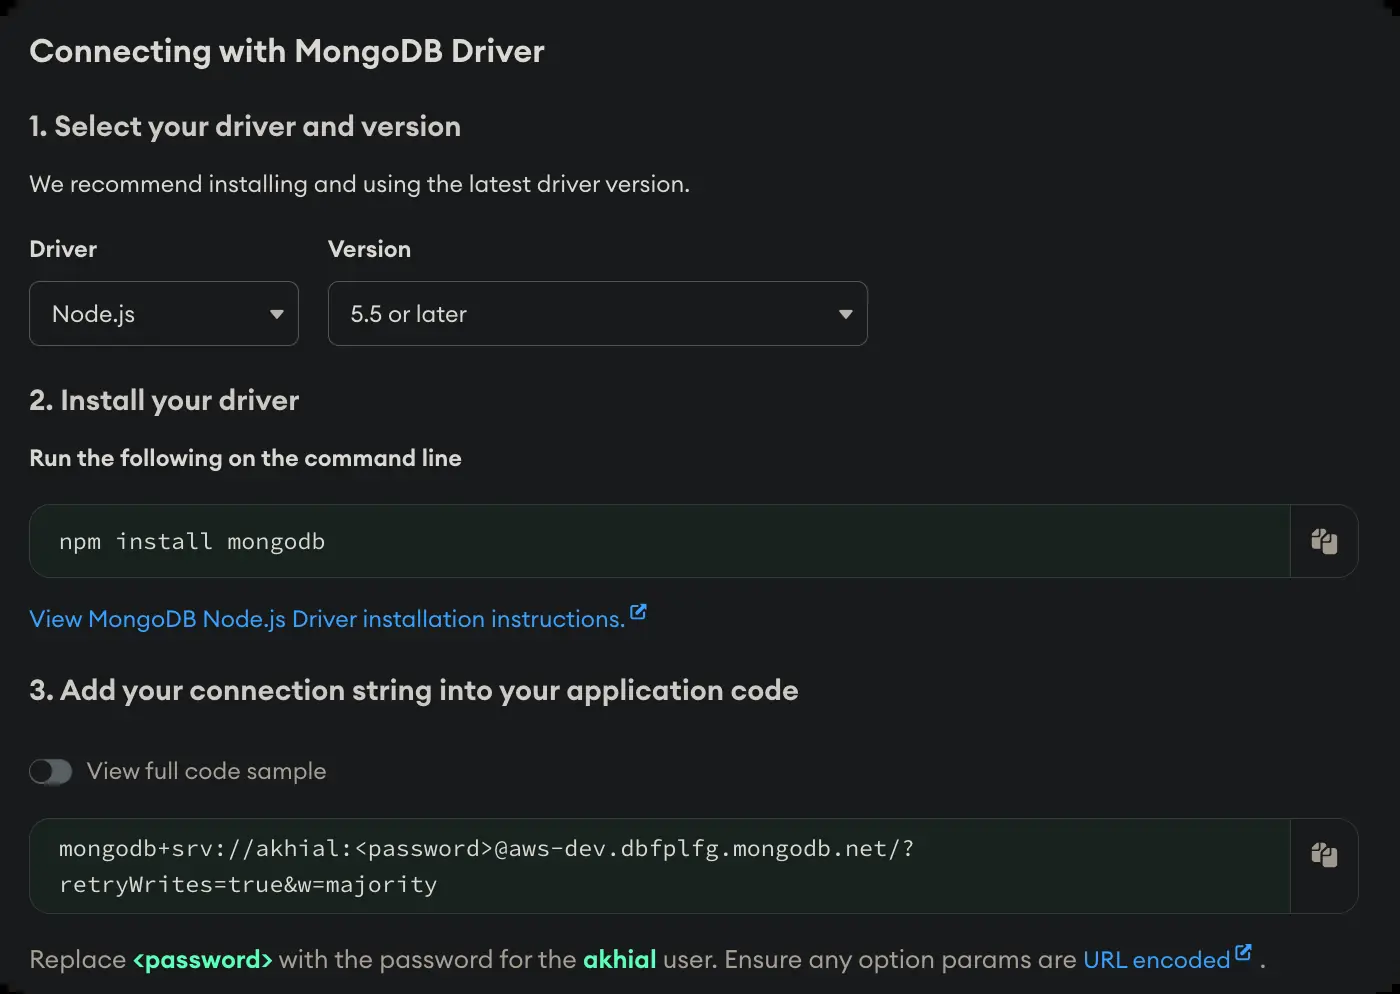 Connecting with MongoDB Driver
1. Select your driver and version
We recommend installing and using the latest driver version.
Driver Version
Node.js 5.5 or later
2. Install your driver
Run the following on the command line
npm install mongodb
View MongoDB Node.js Driver installation instructions.
3. Add your connection string into your application code
View full code sample
mongodb+srv://akhial:<password>@aws-dev.dbfplfg.mongodb.net/?
retryWrites=true&w=majority
Replace <password> with the password for the akhial user. Ensure any option params are URL encoded .